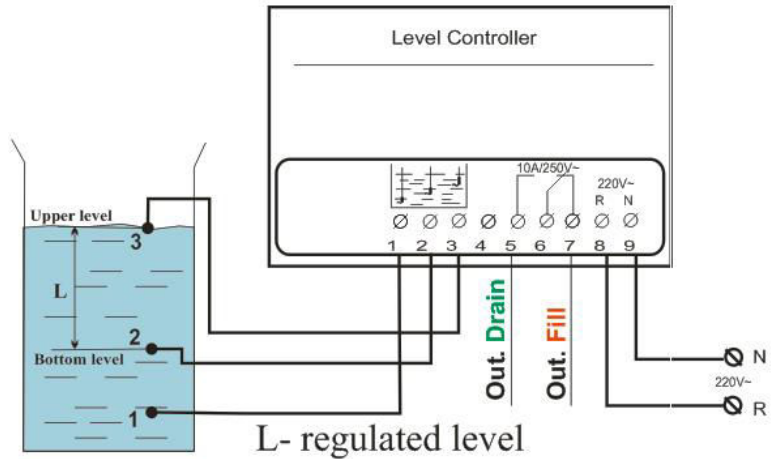 Level Controller
10A/250V~
220V~
R N
1 2 3 4 5 6 7 8 9
Upper level
3
L
2
Bottom level
1
Out. Drain
Out. Fill
N
220V~
R
L- regulated level